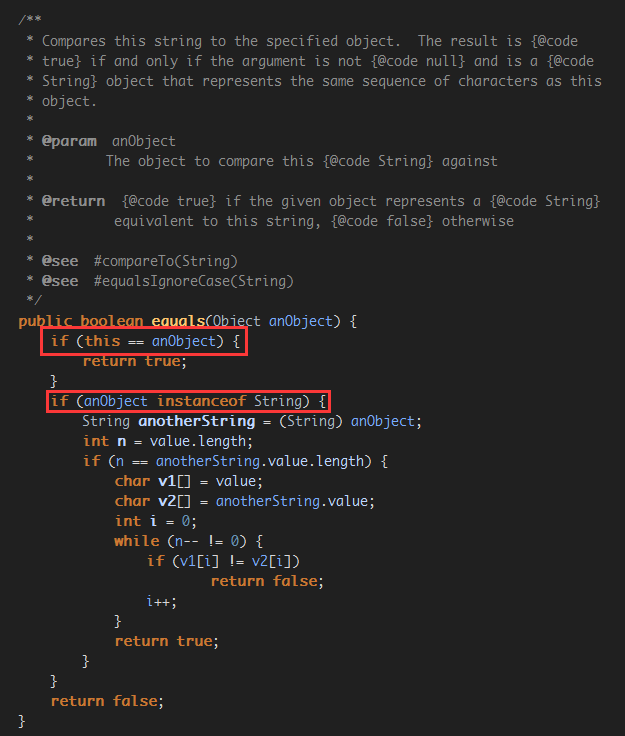 /**
 * Compares this string to the specified object.  The result is {@code
 * true} if and only if the argument is not {@code null} and is a {@code
 * String} object that represents the same sequence of characters as this
 * object.
 *
 * @param  anObject
 *         The object to compare this {@code String} against
 *
 * @return  {@code true} if the given object represents a {@code String}
 *          equivalent to this string, {@code false} otherwise
 *
 * @see  #compareTo(String)
 * @see  #equalsIgnoreCase(String)
 */
public boolean equals(Object anObject) {
    if (this == anObject) {
        return true;
    }
    if (anObject instanceof String) {
        String anotherString = (String) anObject;
        int n = value.length;
        if (n == anotherString.value.length) {
            char v1[] = value;
            char v2[] = anotherString.value;
            int i = 0;
            while (n-- != 0) {
                if (v1[i] != v2[i])
                        return false;
                i++;
            }
            return true;
        }
    }
    return false;
}